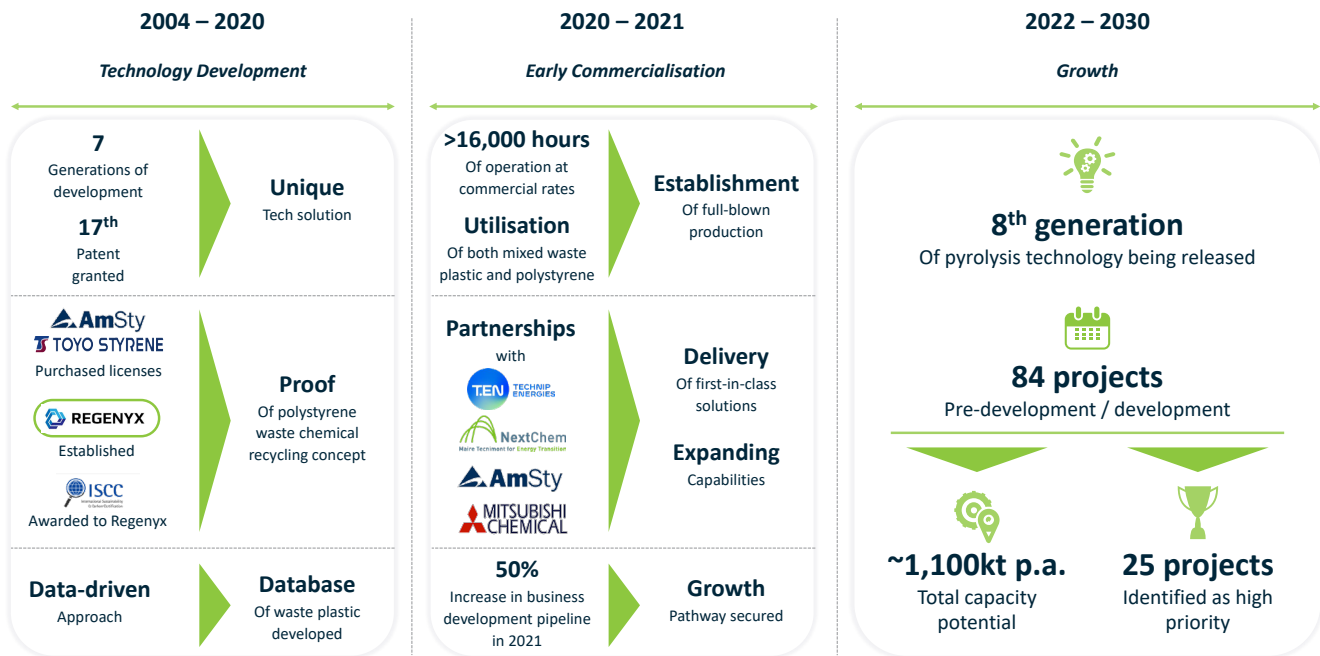 2004 – 2020
Technology Development
7
Generations of
development
17th
Patent
granted
Unique
Tech solution
AmSty
TS TOYO STYRENE
Purchased licenses
REGENYX
Established
ISCC
Awarded to Regenyx
Proof
Of polystyrene
waste chemical
recycling concept
Data-driven
Approach
Database
Of waste plastic
developed
2020 – 2021
Early Commercialisation
>16,000 hours
Of operation at
commercial rates
Utilisation
Of both mixed waste
plastic and polystyrene
Establishment
Of full-blown
production
Partnerships
with
T.EN TECHNIP
ENERGIES
NextChem
Maire Tecnimont for Energy Transition
AmSty
MITSUBISHI
CHEMICAL
Delivery
Of first-in-class
solutions
Expanding
Capabilities
50%
Increase in business
development pipeline
in 2021
Growth
Pathway secured
2022 – 2030
Growth
8th generation
Of pyrolysis technology being released
84 projects
Pre-development / development
~1,100kt p.a.
Total capacity
potential
25 projects
Identified as high
priority